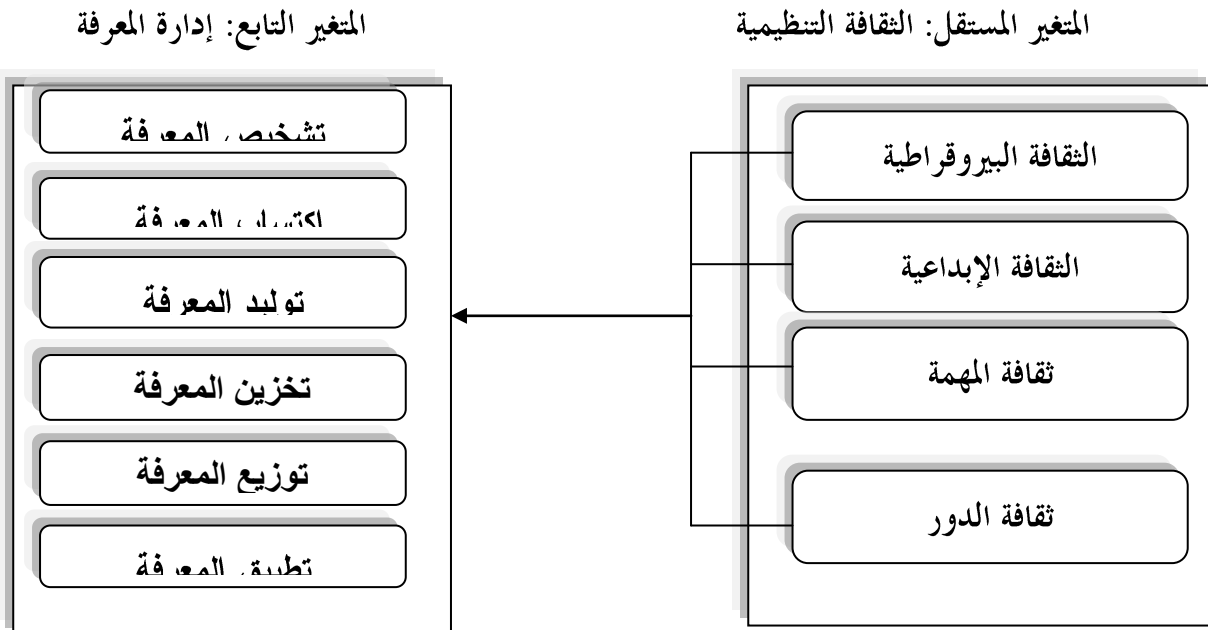 المتغير المستقل: الثقافة التنظيمية
الثقافة البيروقراطية
الثقافة الإبداعية
ثقافة المهمة
ثقافة الدور
المتغير التابع: إدارة المعرفة
تشخيص المعرفة
اكتساب المعرفة
توليد المعرفة
تخزين المعرفة
توزيع المعرفة
تطبيق المعرفة